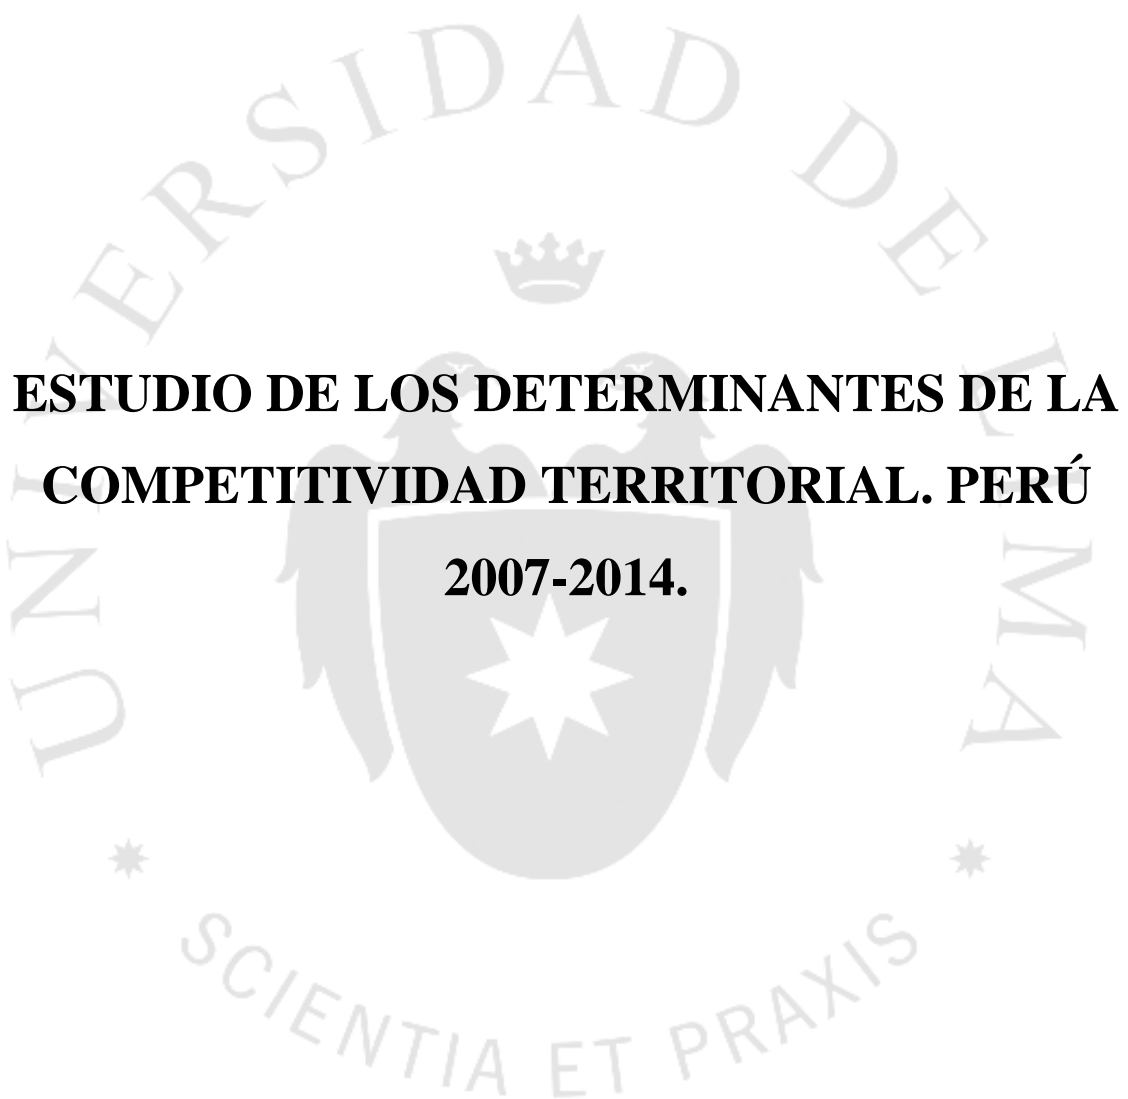 UNIVERSIDAD DE LIMA
ESTUDIO DE LOS DETERMINANTES DE LA
COMPETITIVIDAD TERRITORIAL. PERÚ
2007-2014.
SCIENTIA ET PRAXIS